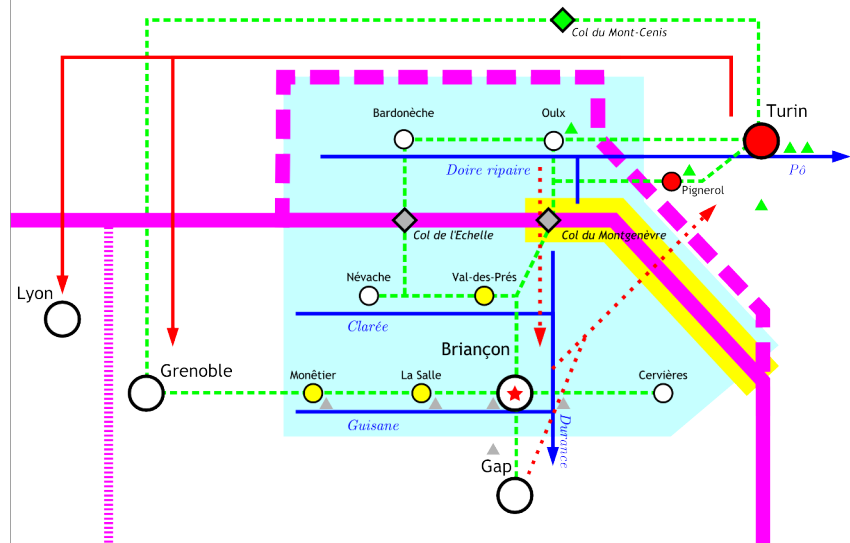 Col du Mont-Cenis
Turin
Bardonèche
Oulx
Doire ripaire
Pô
Pignerol
Col de l'Echelle
Col du Montgenèvre
Névache
Val-des-Prés
Lyon
Clarée
Briançon
Grenoble
Monêtier
La Salle
Cervières
Guisane
Durance
Gap